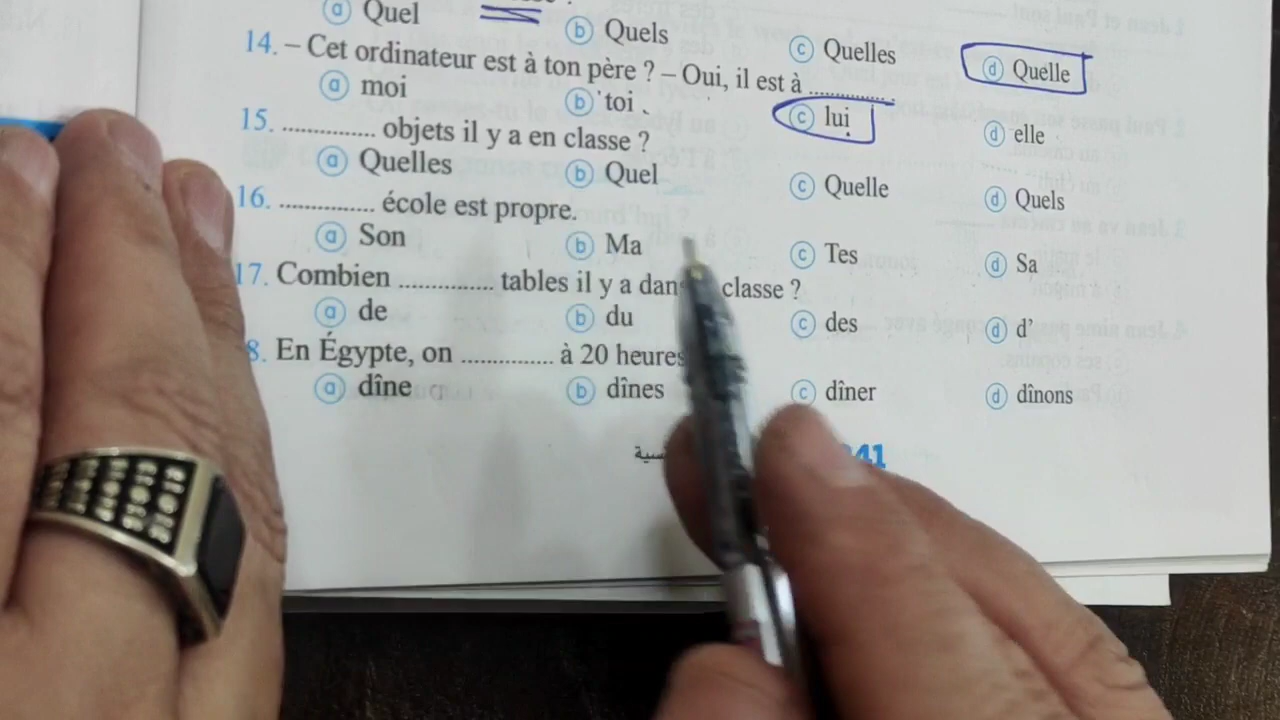 ⓐ Quel ⓑ Quels ⓒ Quelles ⓓ Quelle
14. – Cet ordinateur est à ton père ? – Oui, il est à ..............
ⓐ moi ⓑ toi ⓒ lui ⓓ elle
15. .............. objets il y a en classe ?
ⓐ Quelles ⓑ Quel ⓒ Quelle ⓓ Quels
16. .............. école est propre.
ⓐ Son ⓑ Ma ⓒ Tes ⓓ Sa
17. Combien .............. tables il y a dans classe ?
ⓐ de ⓑ du ⓒ des ⓓ d’
8. En Égypte, on .............. à 20 heures
ⓐ dîne ⓑ dînes ⓒ dîner ⓓ dînons
41